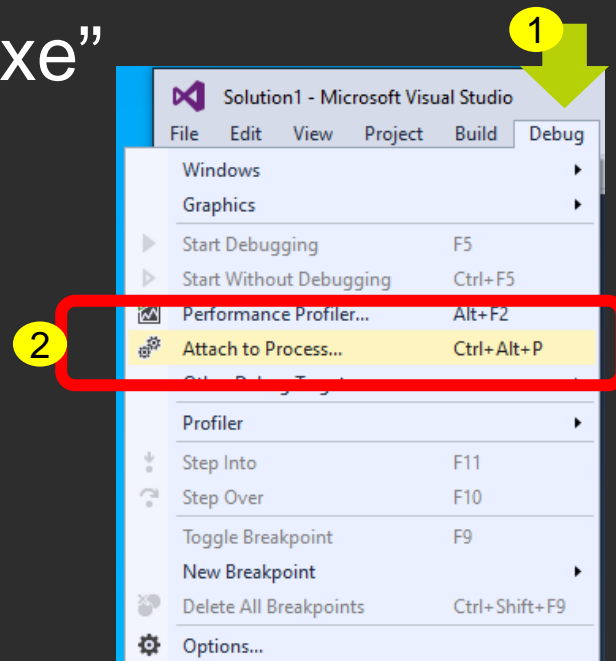 xe”
1
Solution1 - Microsoft Visual Studio
File Edit View Project Build Debug
Windows
Graphics
Start Debugging F5
Start Without Debugging Ctrl+F5
Performance Profiler... Alt+F2
2
Attach to Process... Ctrl+Alt+P
Profiler
Step Into F11
Step Over F10
Toggle Breakpoint F9
New Breakpoint
Delete All Breakpoints Ctrl+Shift+F9
Options...